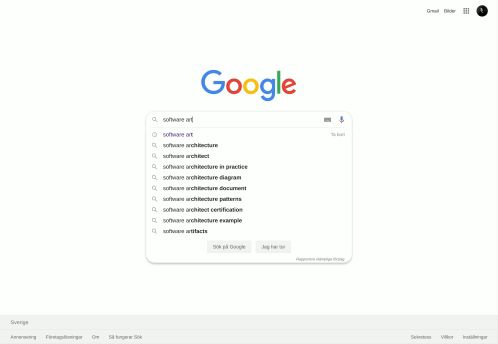 Gmail Bilder
Google
software art
software art Ta bort
software architecture
software architect
software architecture in practice
software architecture diagram
software architecture document
software architecture patterns
software architect certification
software architecture example
software artifacts
Sök på Google Jag har tur
Rapportera olämpliga förslag
Sverige
Annonsering Företagslösningar Om Så fungerar Sök Sekretess Villkor Inställningar